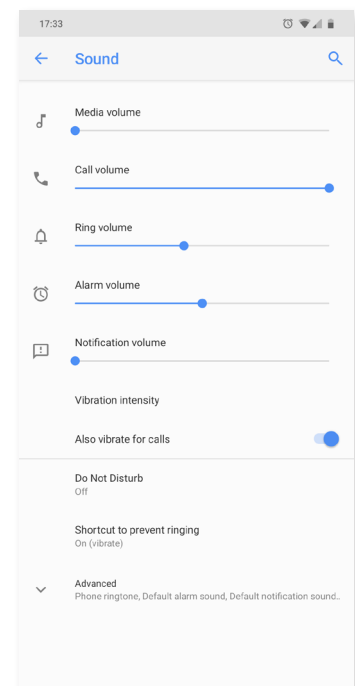 17:33
Sound
Media volume
Call volume
Ring volume
Alarm volume
Notification volume
Vibration intensity
Also vibrate for calls
Do Not Disturb
Off
Shortcut to prevent ringing
On (vibrate)
Advanced
Phone ringtone, Default alarm sound, Default notification sound..